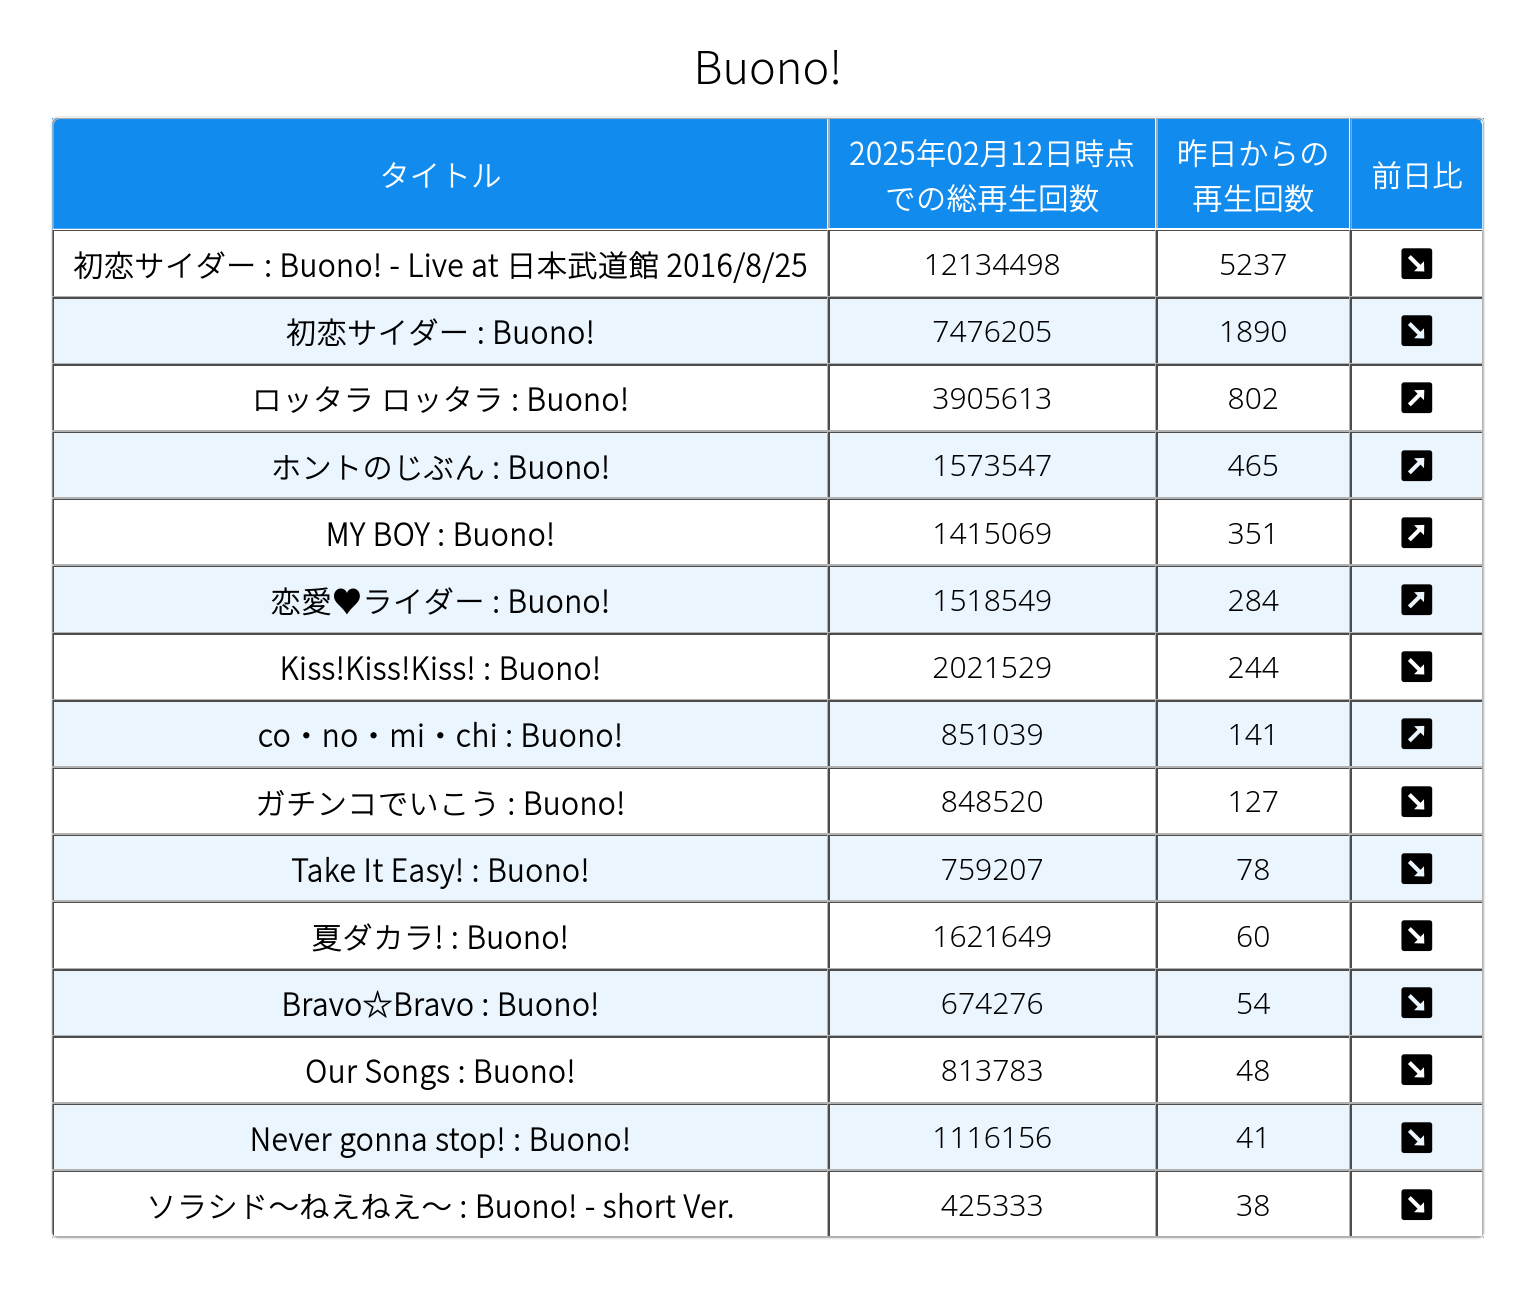 Buono!
タイトル 2025年02月12日時点での総再生回数 昨日からの再生回数 前日比
初恋サイダー : Buono! - Live at 日本武道館 2016/8/25 12134498 5237 ↘
初恋サイダー : Buono! 7476205 1890 ↘
ロッタラ ロッタラ : Buono! 3905613 802 ↗
ホントのじぶん : Buono! 1573547 465 ↗
MY BOY : Buono! 1415069 351 ↗
恋愛♥ライダー : Buono! 1518549 284 ↗
Kiss!Kiss!Kiss! : Buono! 2021529 244 ↘
co・no・mi・chi : Buono! 851039 141 ↗
ガチンコでいこう : Buono! 848520 127 ↘
Take It Easy! : Buono! 759207 78 ↘
夏ダカラ! : Buono! 1621649 60 ↘
Bravo☆Bravo : Buono! 674276 54 ↘
Our Songs : Buono! 813783 48 ↘
Never gonna stop! : Buono! 1116156 41 ↘
ソラシド〜ねえねえ〜 : Buono! - short Ver. 425333 38 ↘